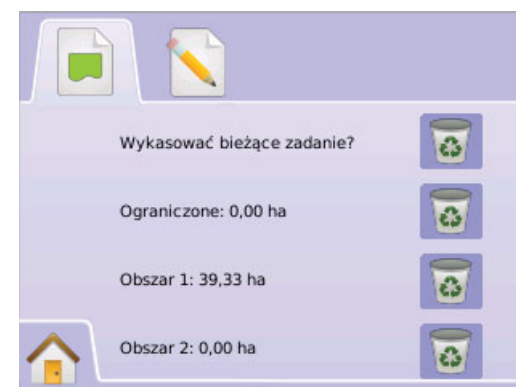 Wykasować bieżące zadanie?
Ograniczone: 0,00 ha
Obszar 1: 39,33 ha
Obszar 2: 0,00 ha